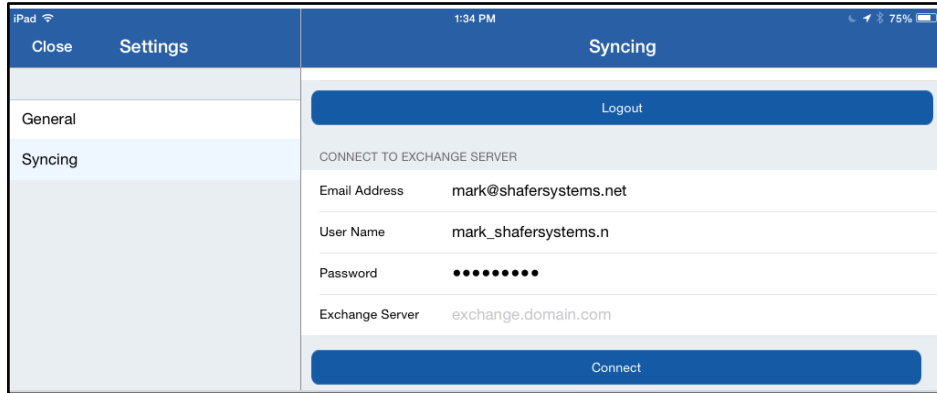 iPad 1:34 PM 75%
Close Settings Syncing
Logout
General
CONNECT TO EXCHANGE SERVER
Syncing
Email Address mark@shafersystems.net
User Name mark_shafersystems.n
Password •••••••••
Exchange Server exchange.domain.com
Connect